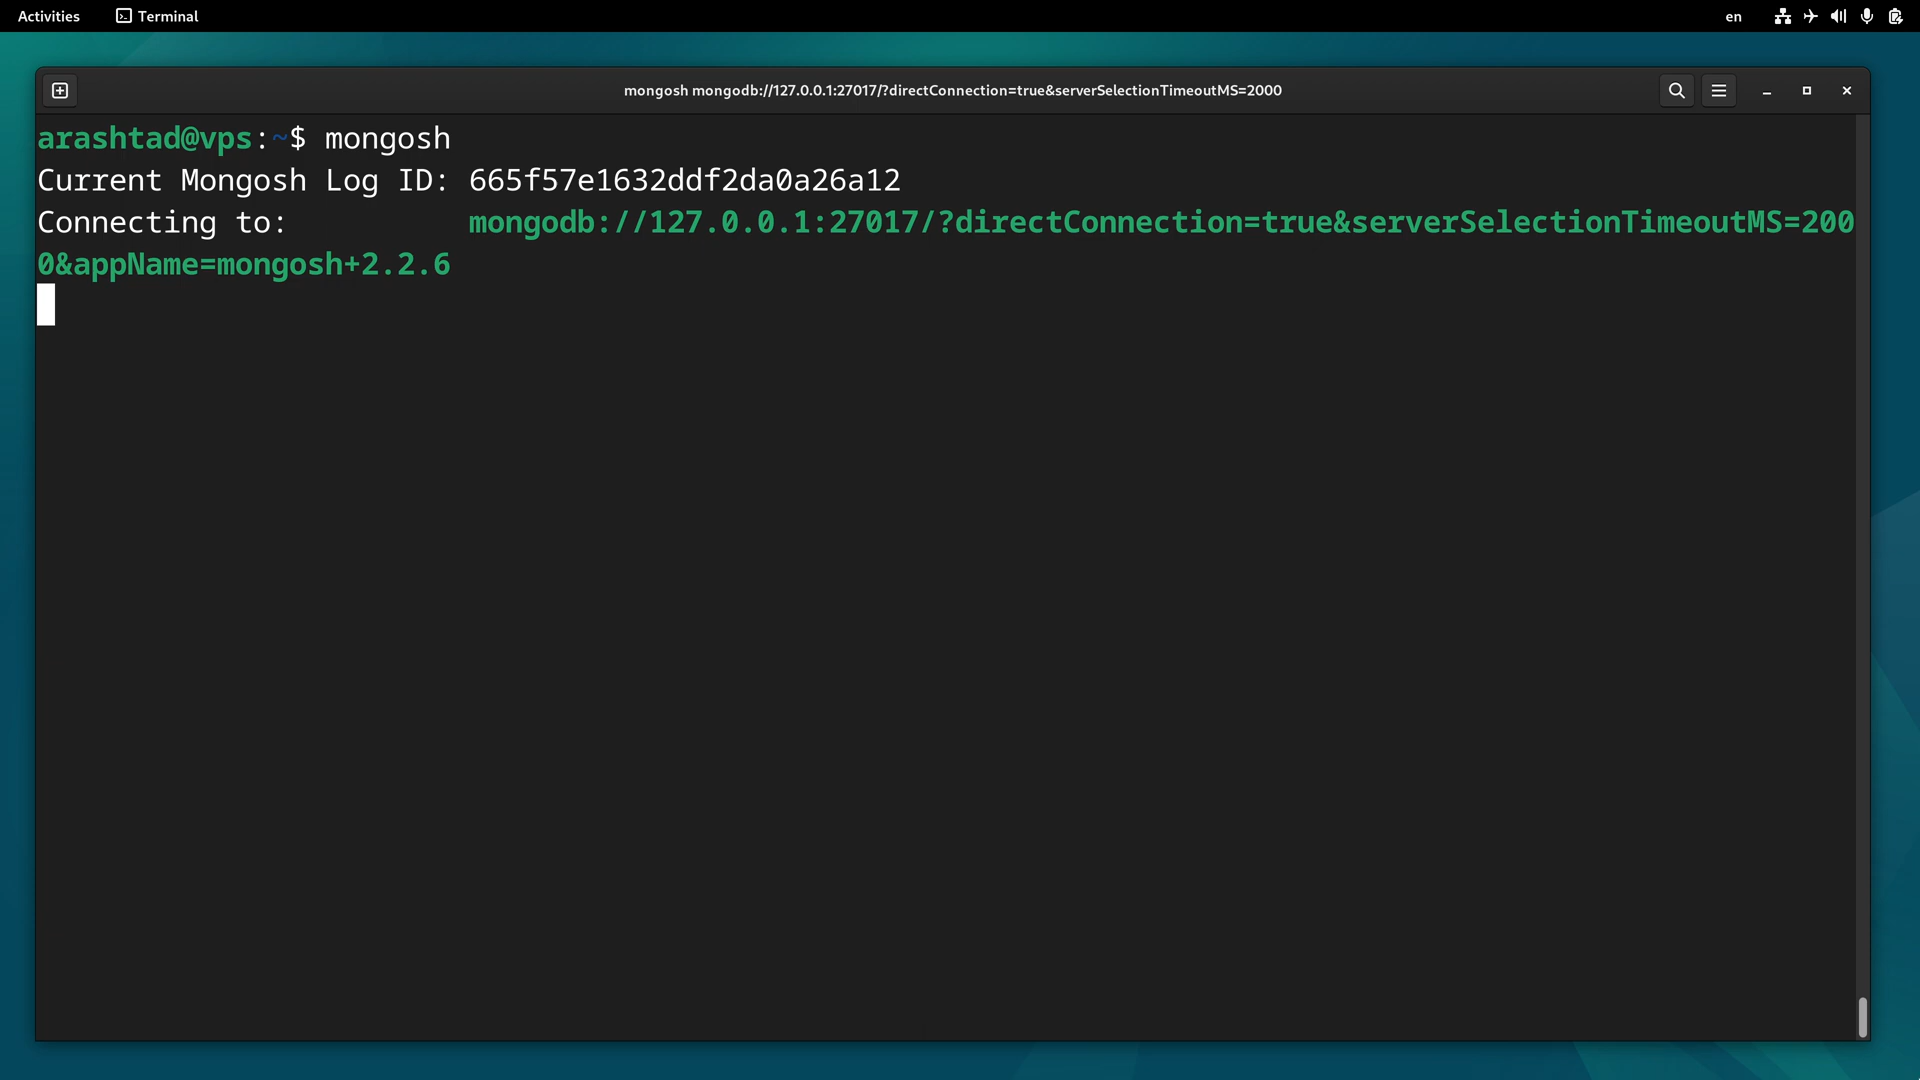 Activities Terminal en
mongosh mongodb://127.0.0.1:27017/?directConnection=true&serverSelectionTimeoutMS=2000
arashtad@vps:~$ mongosh
Current Mongosh Log ID: 665f57e1632ddf2da0a26a12
Connecting to: mongodb://127.0.0.1:27017/?directConnection=true&serverSelectionTimeoutMS=200
0&appName=mongosh+2.2.6